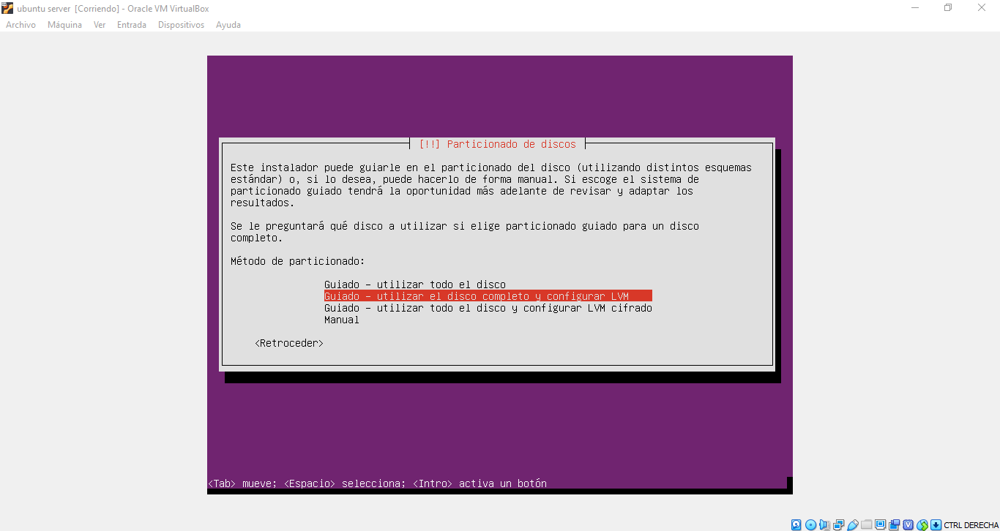 ubuntu server [Corriendo] - Oracle VM VirtualBox
Archivo Máquina Ver Entrada Dispositivos Ayuda
[!!] Particionado de discos
Este instalador puede guiarle en el particionado del disco (utilizando distintos esquemas
estándar) o, si lo desea, puede hacerlo de forma manual. Si escoge el sistema de
particionado guiado tendrá la oportunidad más adelante de revisar y adaptar los
resultados.
Se le preguntará qué disco a utilizar si elige particionado guiado para un disco
completo.
Método de particionado:
Guiado - utilizar todo el disco
Guiado - utilizar el disco completo y configurar LVM
Guiado - utilizar todo el disco y configurar LVM cifrado
Manual
<Retroceder>
<Tab> mueve; <Espacio> selecciona; <Intro> activa un botón
CTRL DERECHA